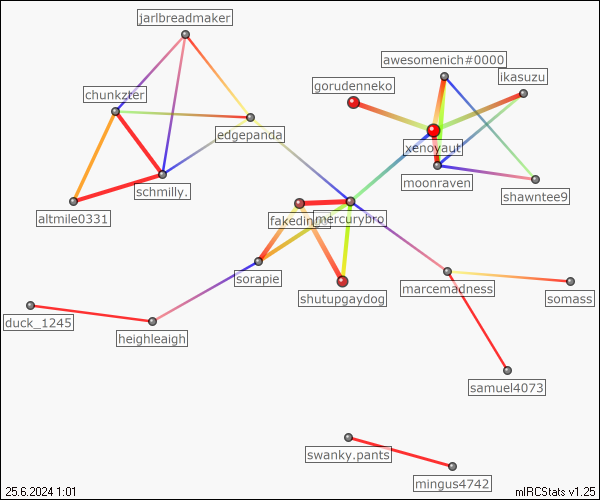 jarlbreadmaker
awesomenich#0000
ikasuzu
gorudenneko
chunkzter
edgepanda
xenoyaut
moonraven
schmilly.
shawntee9
altmile0331
mercurybro
sorapie
marcemadness
shutupgaydog
somass
duck_1245
heighleaigh
samuel4073
swanky.pants
mingus4742
25.6.2024 1:01
mIRCStats v1.25